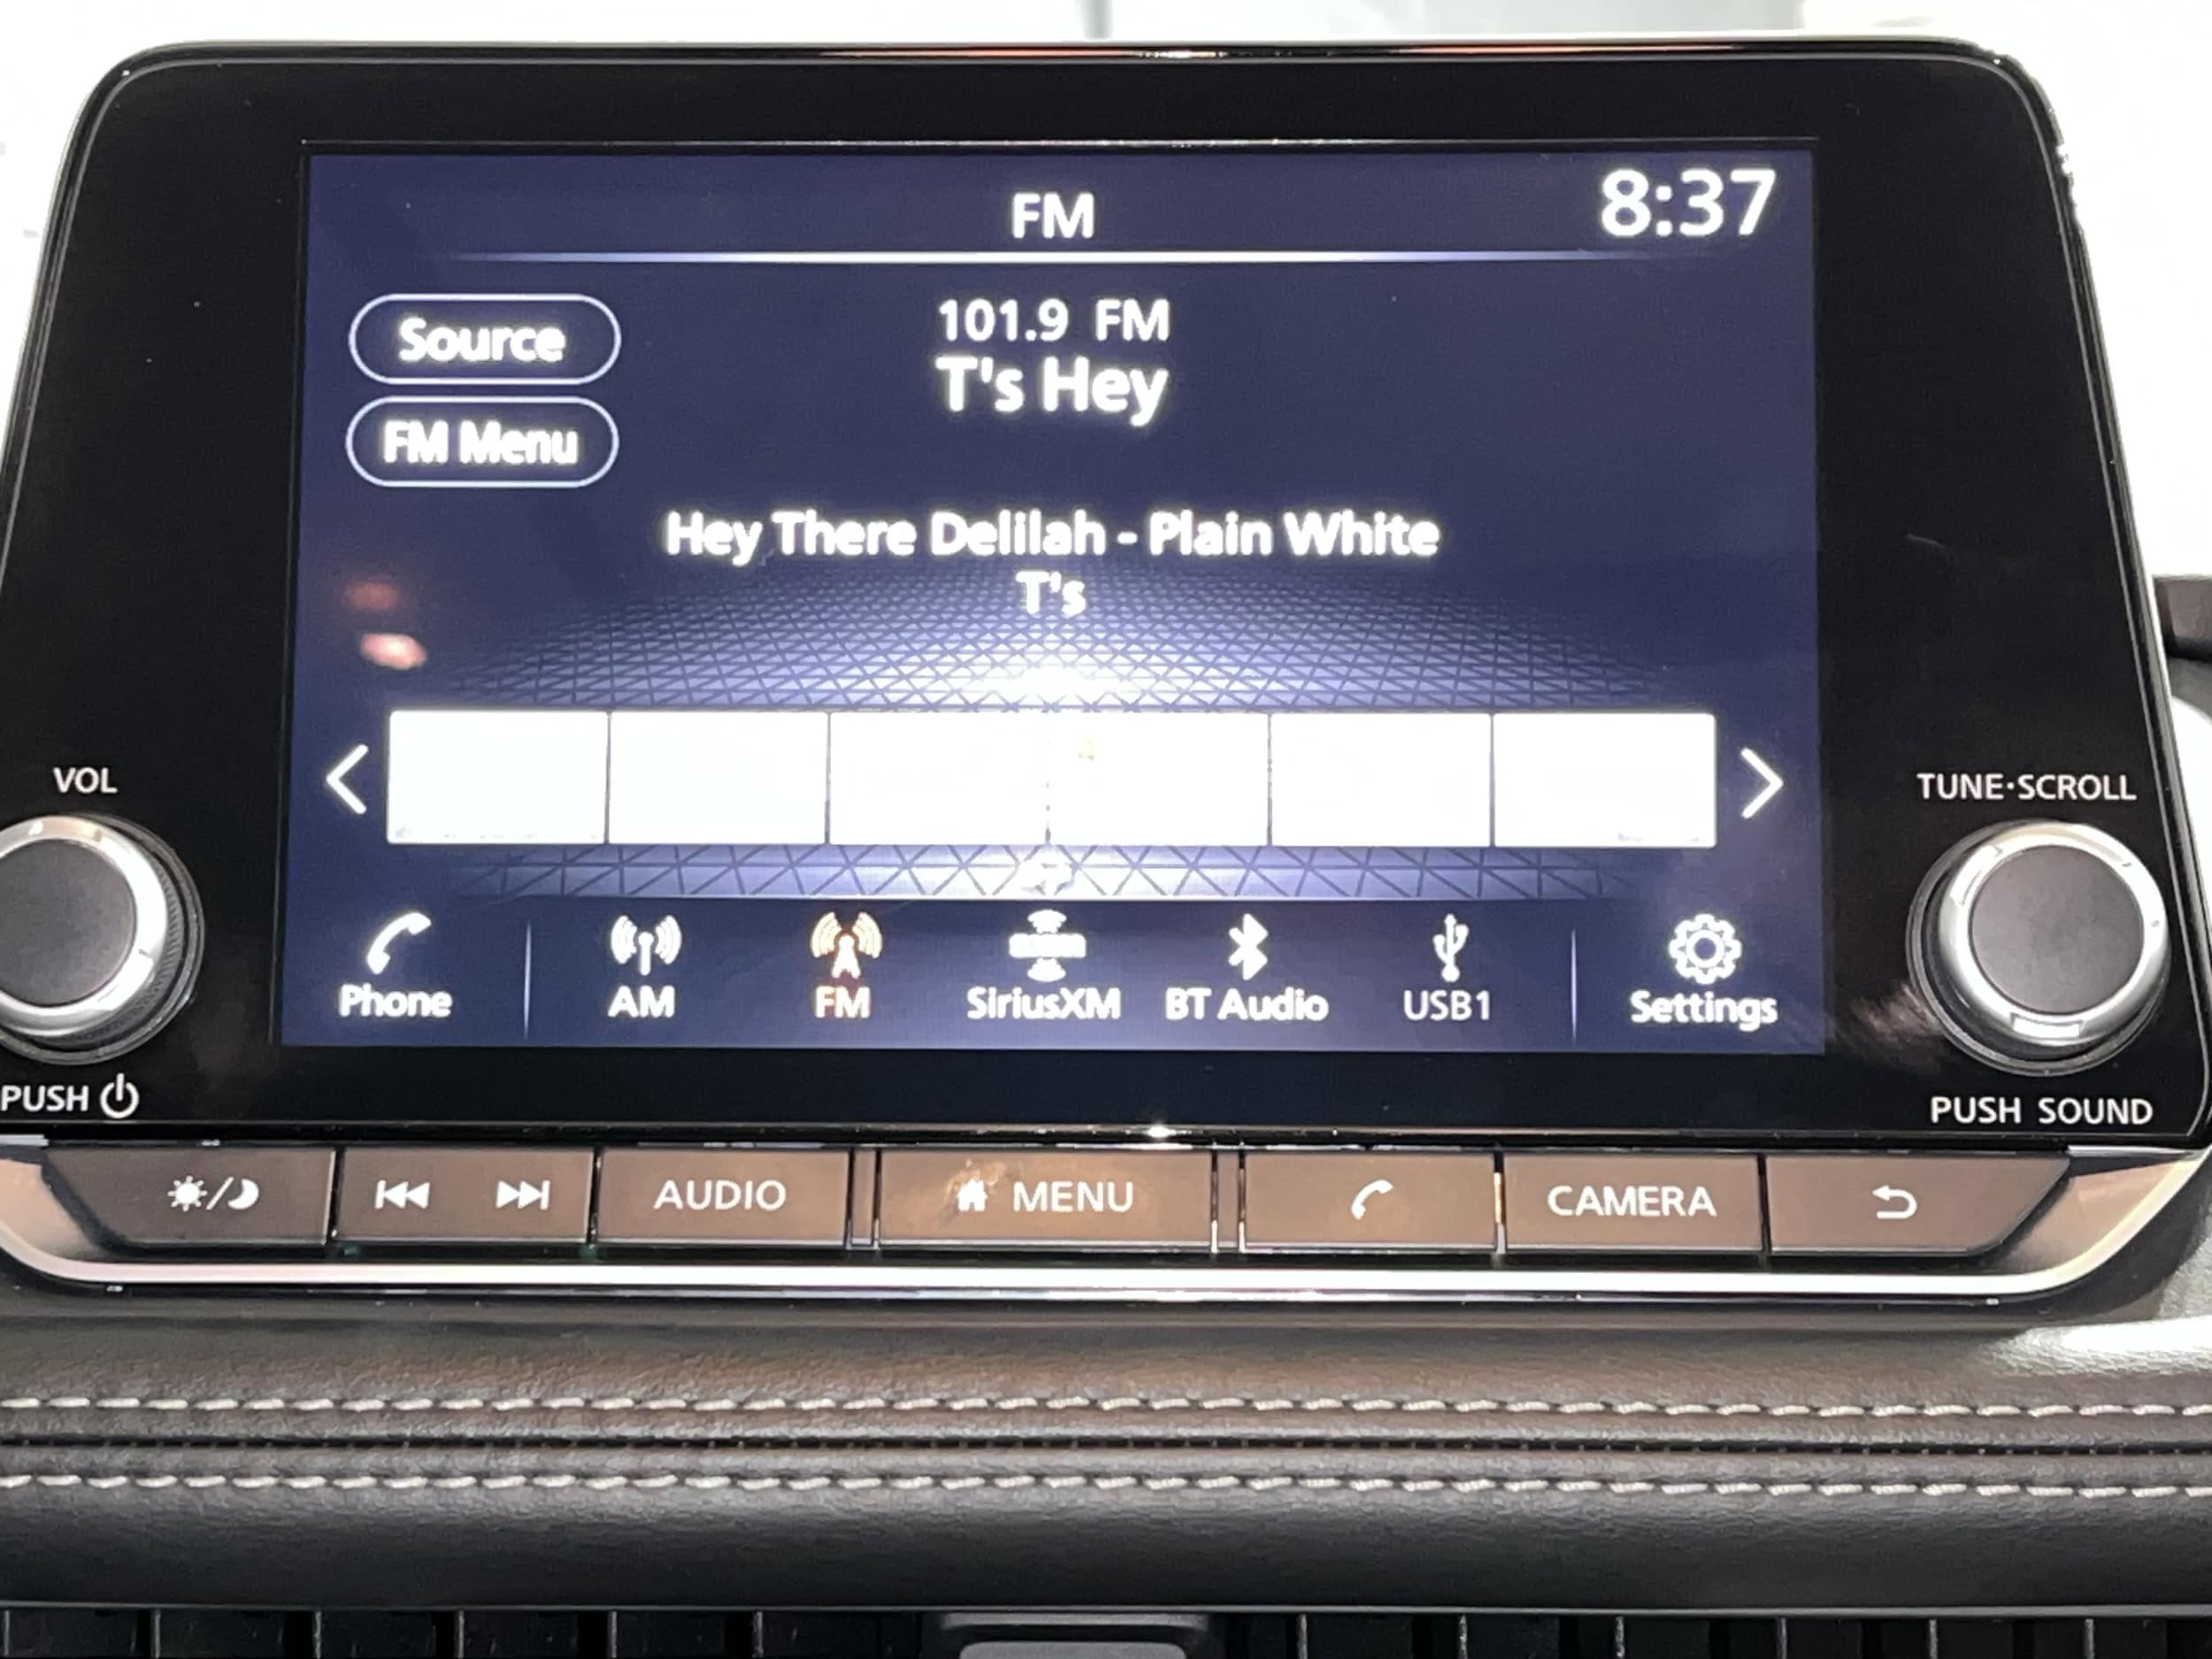 FM
8:37
Source
101.9 FM
T's Hey
FM Menu
Hey There Delilah - Plain White
T's
VOL
TUNE·SCROLL
Phone
AM
FM
SiriusXM
BT Audio
USB1
Settings
PUSH
PUSH SOUND
AUDIO
MENU
CAMERA